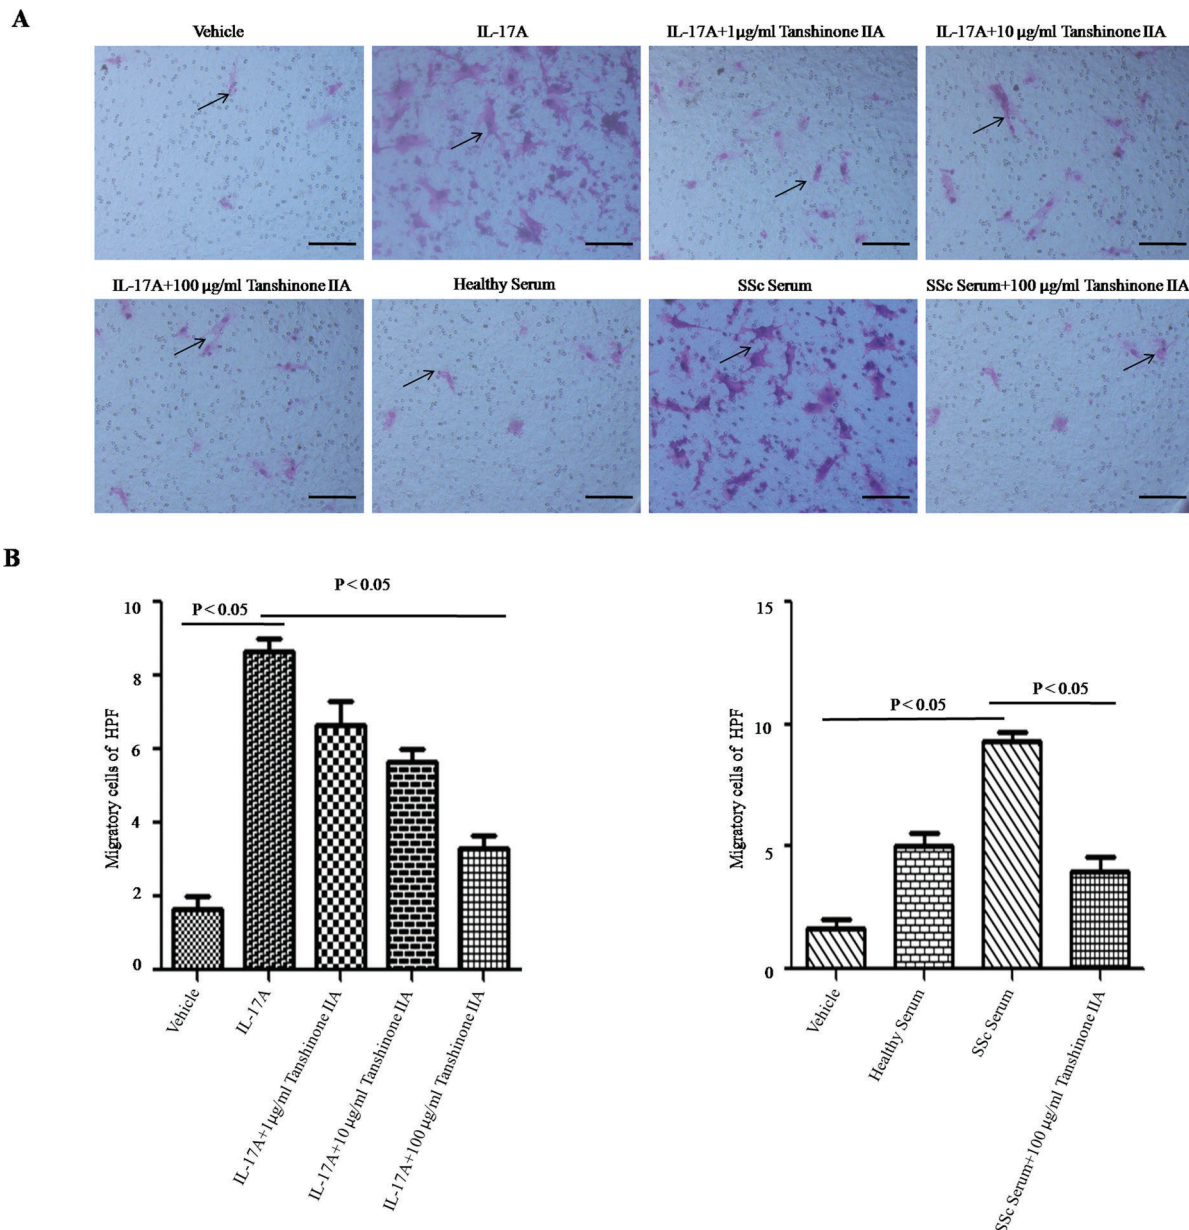 A
Vehicle
IL-17A
IL-17A+1μg/ml Tanshinone IIA
IL-17A+10 μg/ml Tanshinone IIA
IL-17A+100 μg/ml Tanshinone IIA
Healthy Serum
SSc Serum
SSc Serum+100 μg/ml Tanshinone IIA
B
P < 0.05
P < 0.05
10
8
6
4
2
0
Migratory cells of HPF
Vehicle
IL-17A
IL-17A+1μg/ml Tanshinone IIA
IL-17A+10 μg/ml Tanshinone IIA
IL-17A+100 μg/ml Tanshinone IIA
P < 0.05
P < 0.05
15
10
5
0
Migratory cells of HPF
Vehicle
Healthy Serum
SSc Serum
SSc Serum+100 μg/ml Tanshinone IIA